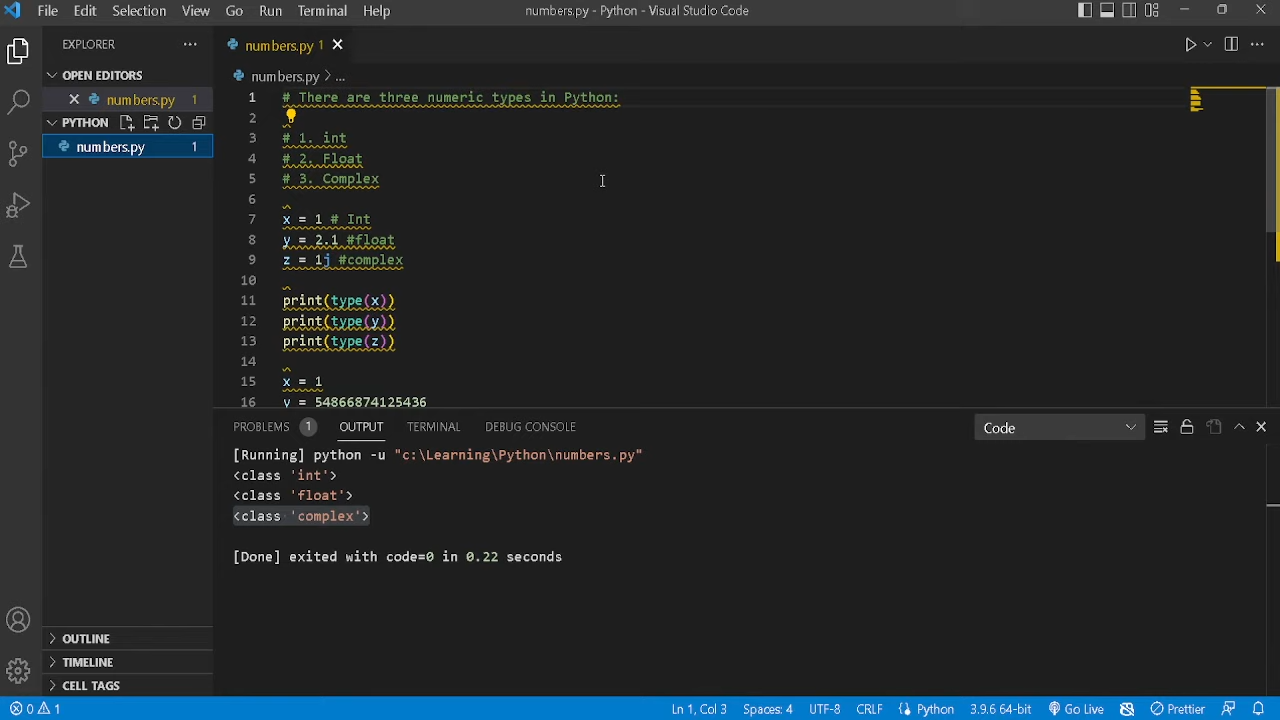 File Edit Selection View Go Run Terminal Help numbers.py - Python - Visual Studio Code
EXPLORER
OPEN EDITORS
numbers.py 1
PYTHON
numbers.py 1
OUTLINE
TIMELINE
CELL TAGS
numbers.py 1
numbers.py > ...
1 # There are three numeric types in Python:
2
3 # 1. int
4 # 2. Float
5 # 3. Complex
6
7 x = 1 # Int
8 y = 2.1 #float
9 z = 1j #complex
10
11 print(type(x))
12 print(type(y))
13 print(type(z))
14
15 x = 1
16 y = 54866874125436
PROBLEMS 1 OUTPUT TERMINAL DEBUG CONSOLE Code
[Running] python -u "c:\Learning\Python\numbers.py"
<class 'int'>
<class 'float'>
<class 'complex'>
[Done] exited with code=0 in 0.22 seconds
0 1 Ln 1, Col 3 Spaces: 4 UTF-8 CRLF Python 3.9.6 64-bit Go Live Prettier